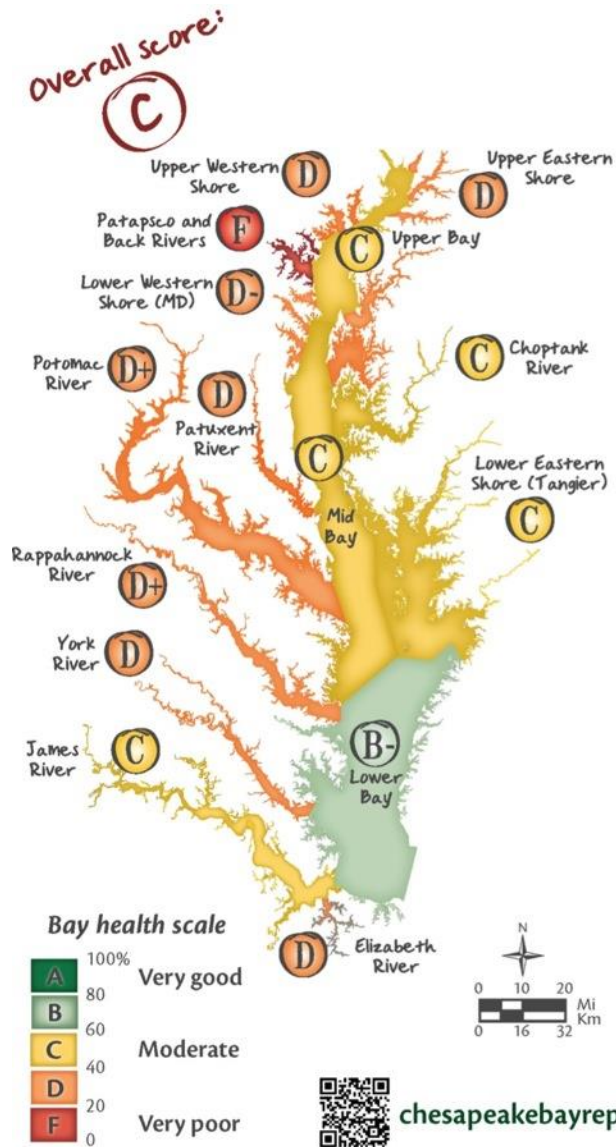 overall score:
C
Upper Western
Shore
D
Upper Eastern
Shore
D
Patapsco and
Back Rivers
F
C
Upper Bay
Lower Western
Shore (MD)
D-
Potomac
River
D+
D
Patuxent
River
C
Choptank
River
C
Mid
Bay
Lower Eastern
Shore (Tangier)
C
Rappahannock
River
D+
York
River
D
James
River
C
B-
Lower
Bay
D
Elizabeth
River
Bay health scale
100%
A
Very good
80
B
60
C
Moderate
40
D
20
F
Very poor
0
N
0 10 20
Mi
Km
0 16 32
chesapeakebayrep